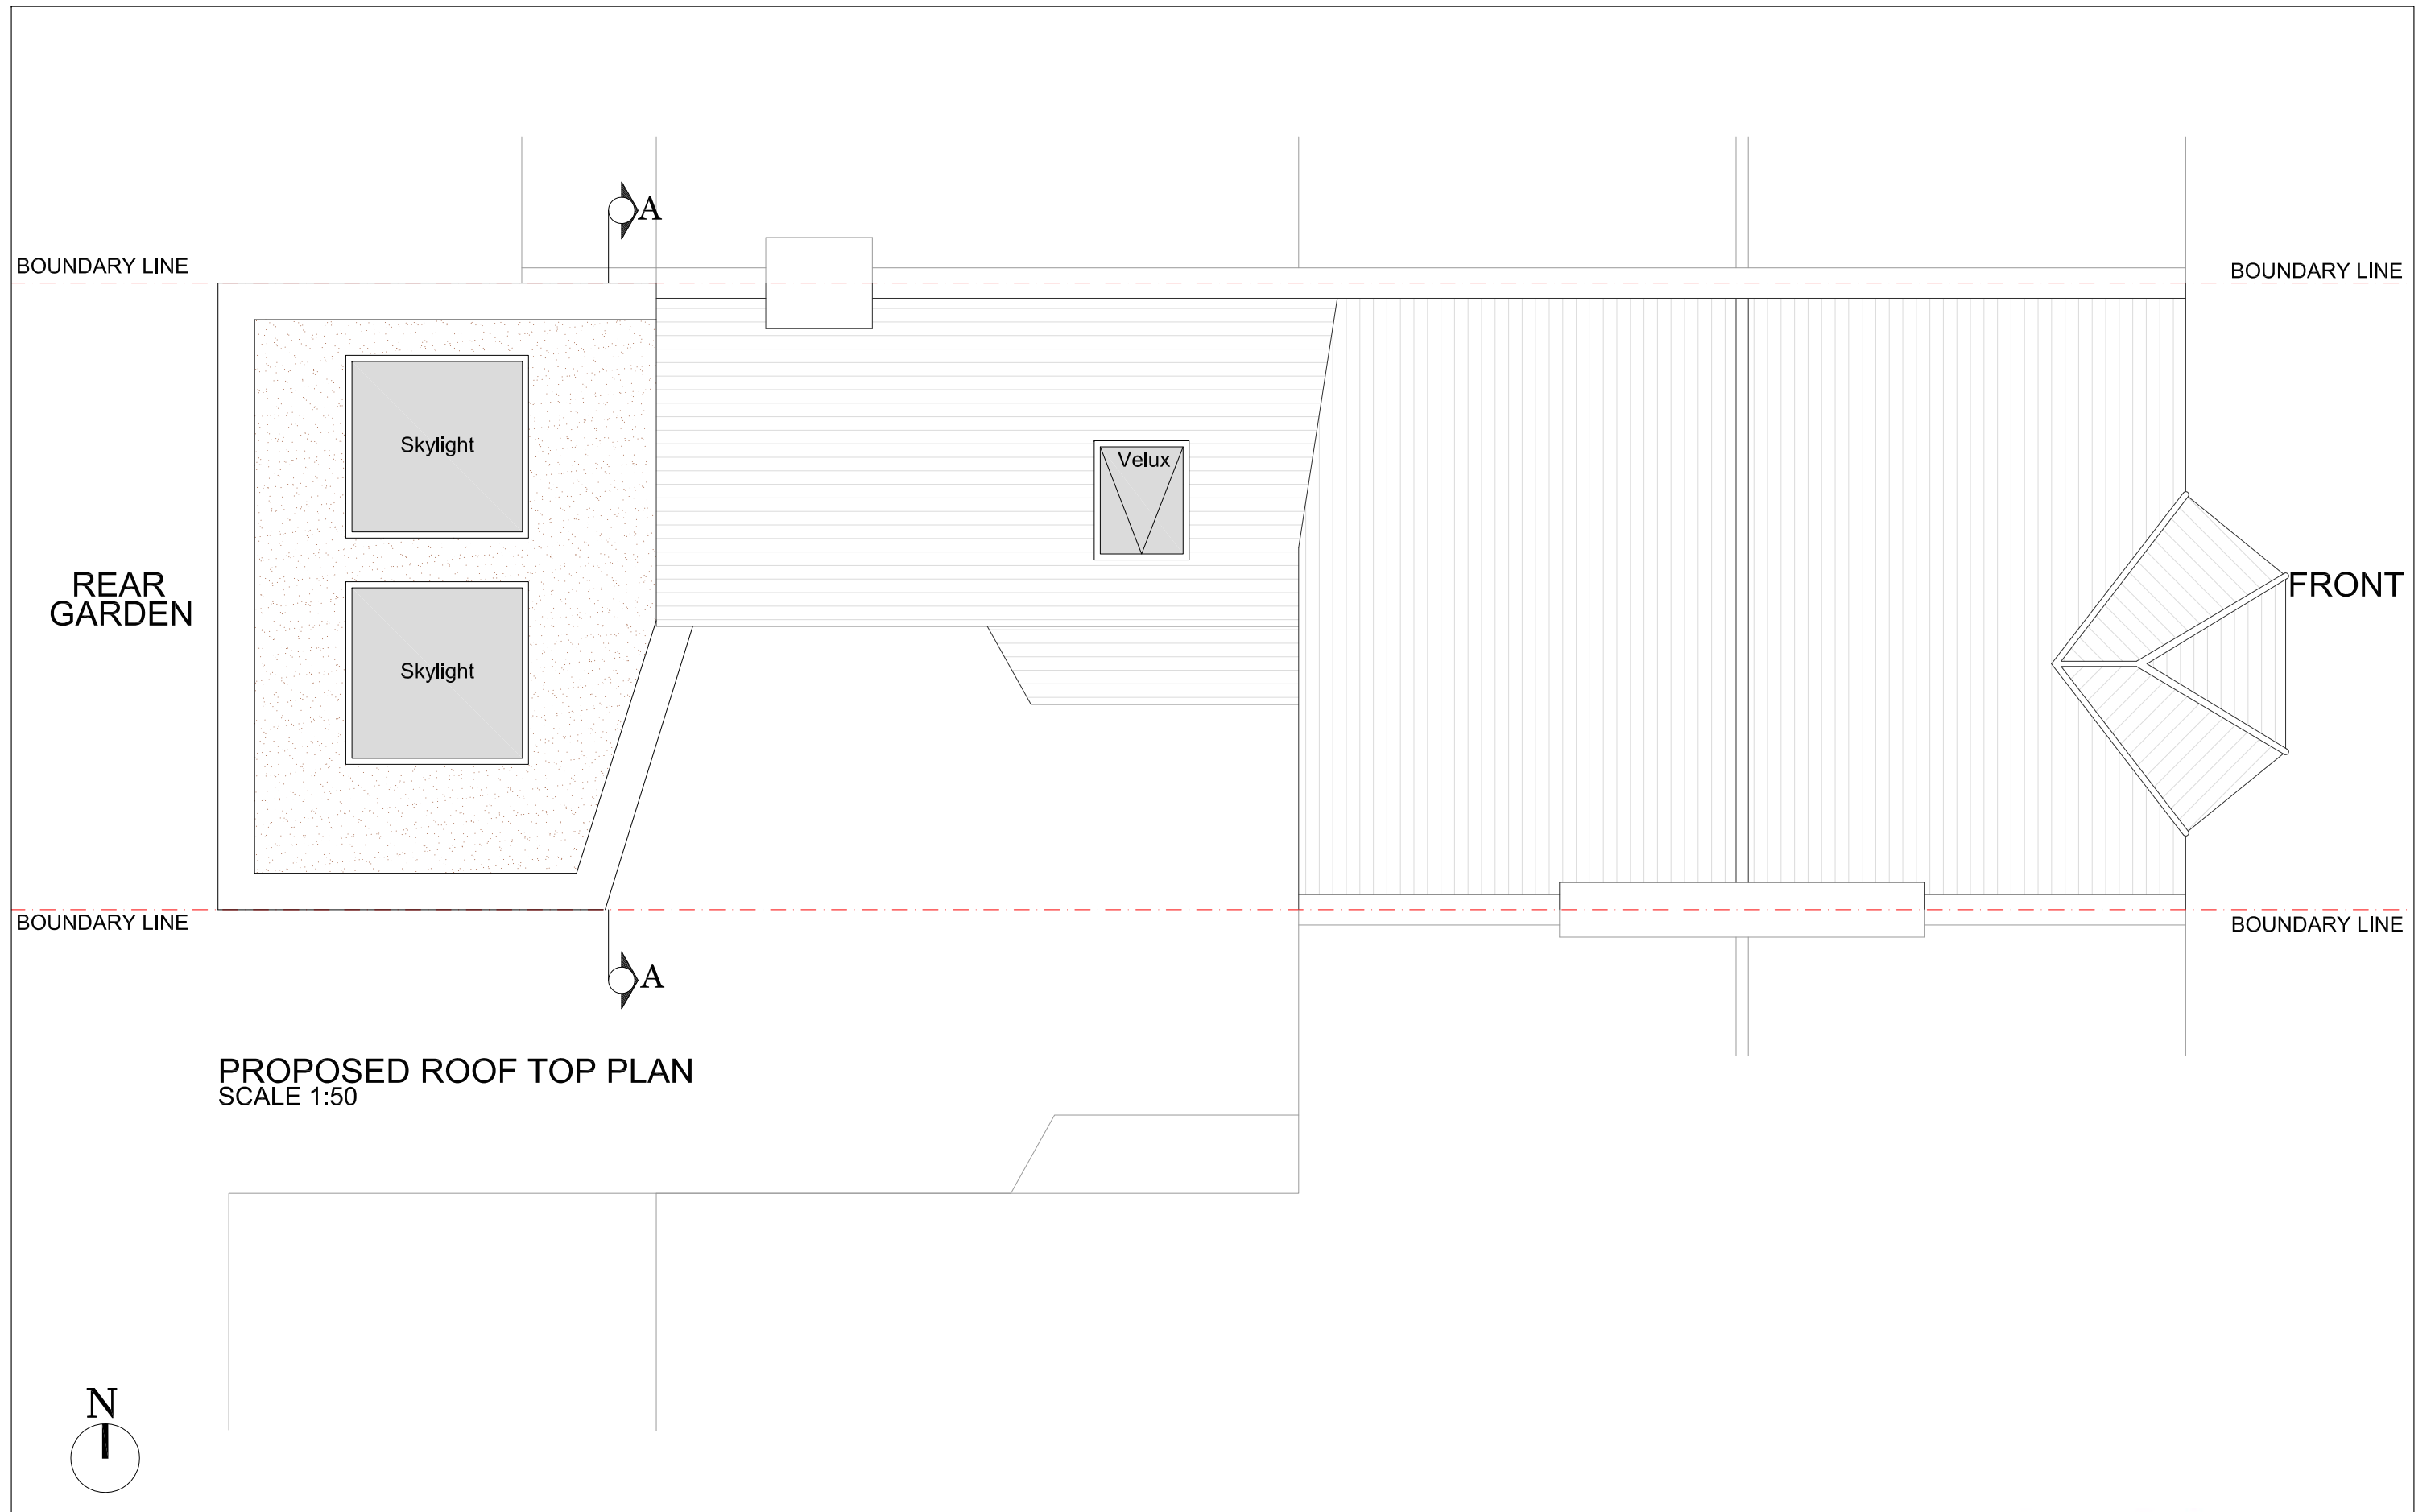 A
BOUNDARY LINE
BOUNDARY LINE
Skylight
Velux
REAR
GARDEN
FRONT
Skylight
BOUNDARY LINE
BOUNDARY LINE
A
PROPOSED ROOF TOP PLAN
SCALE 1:50
N